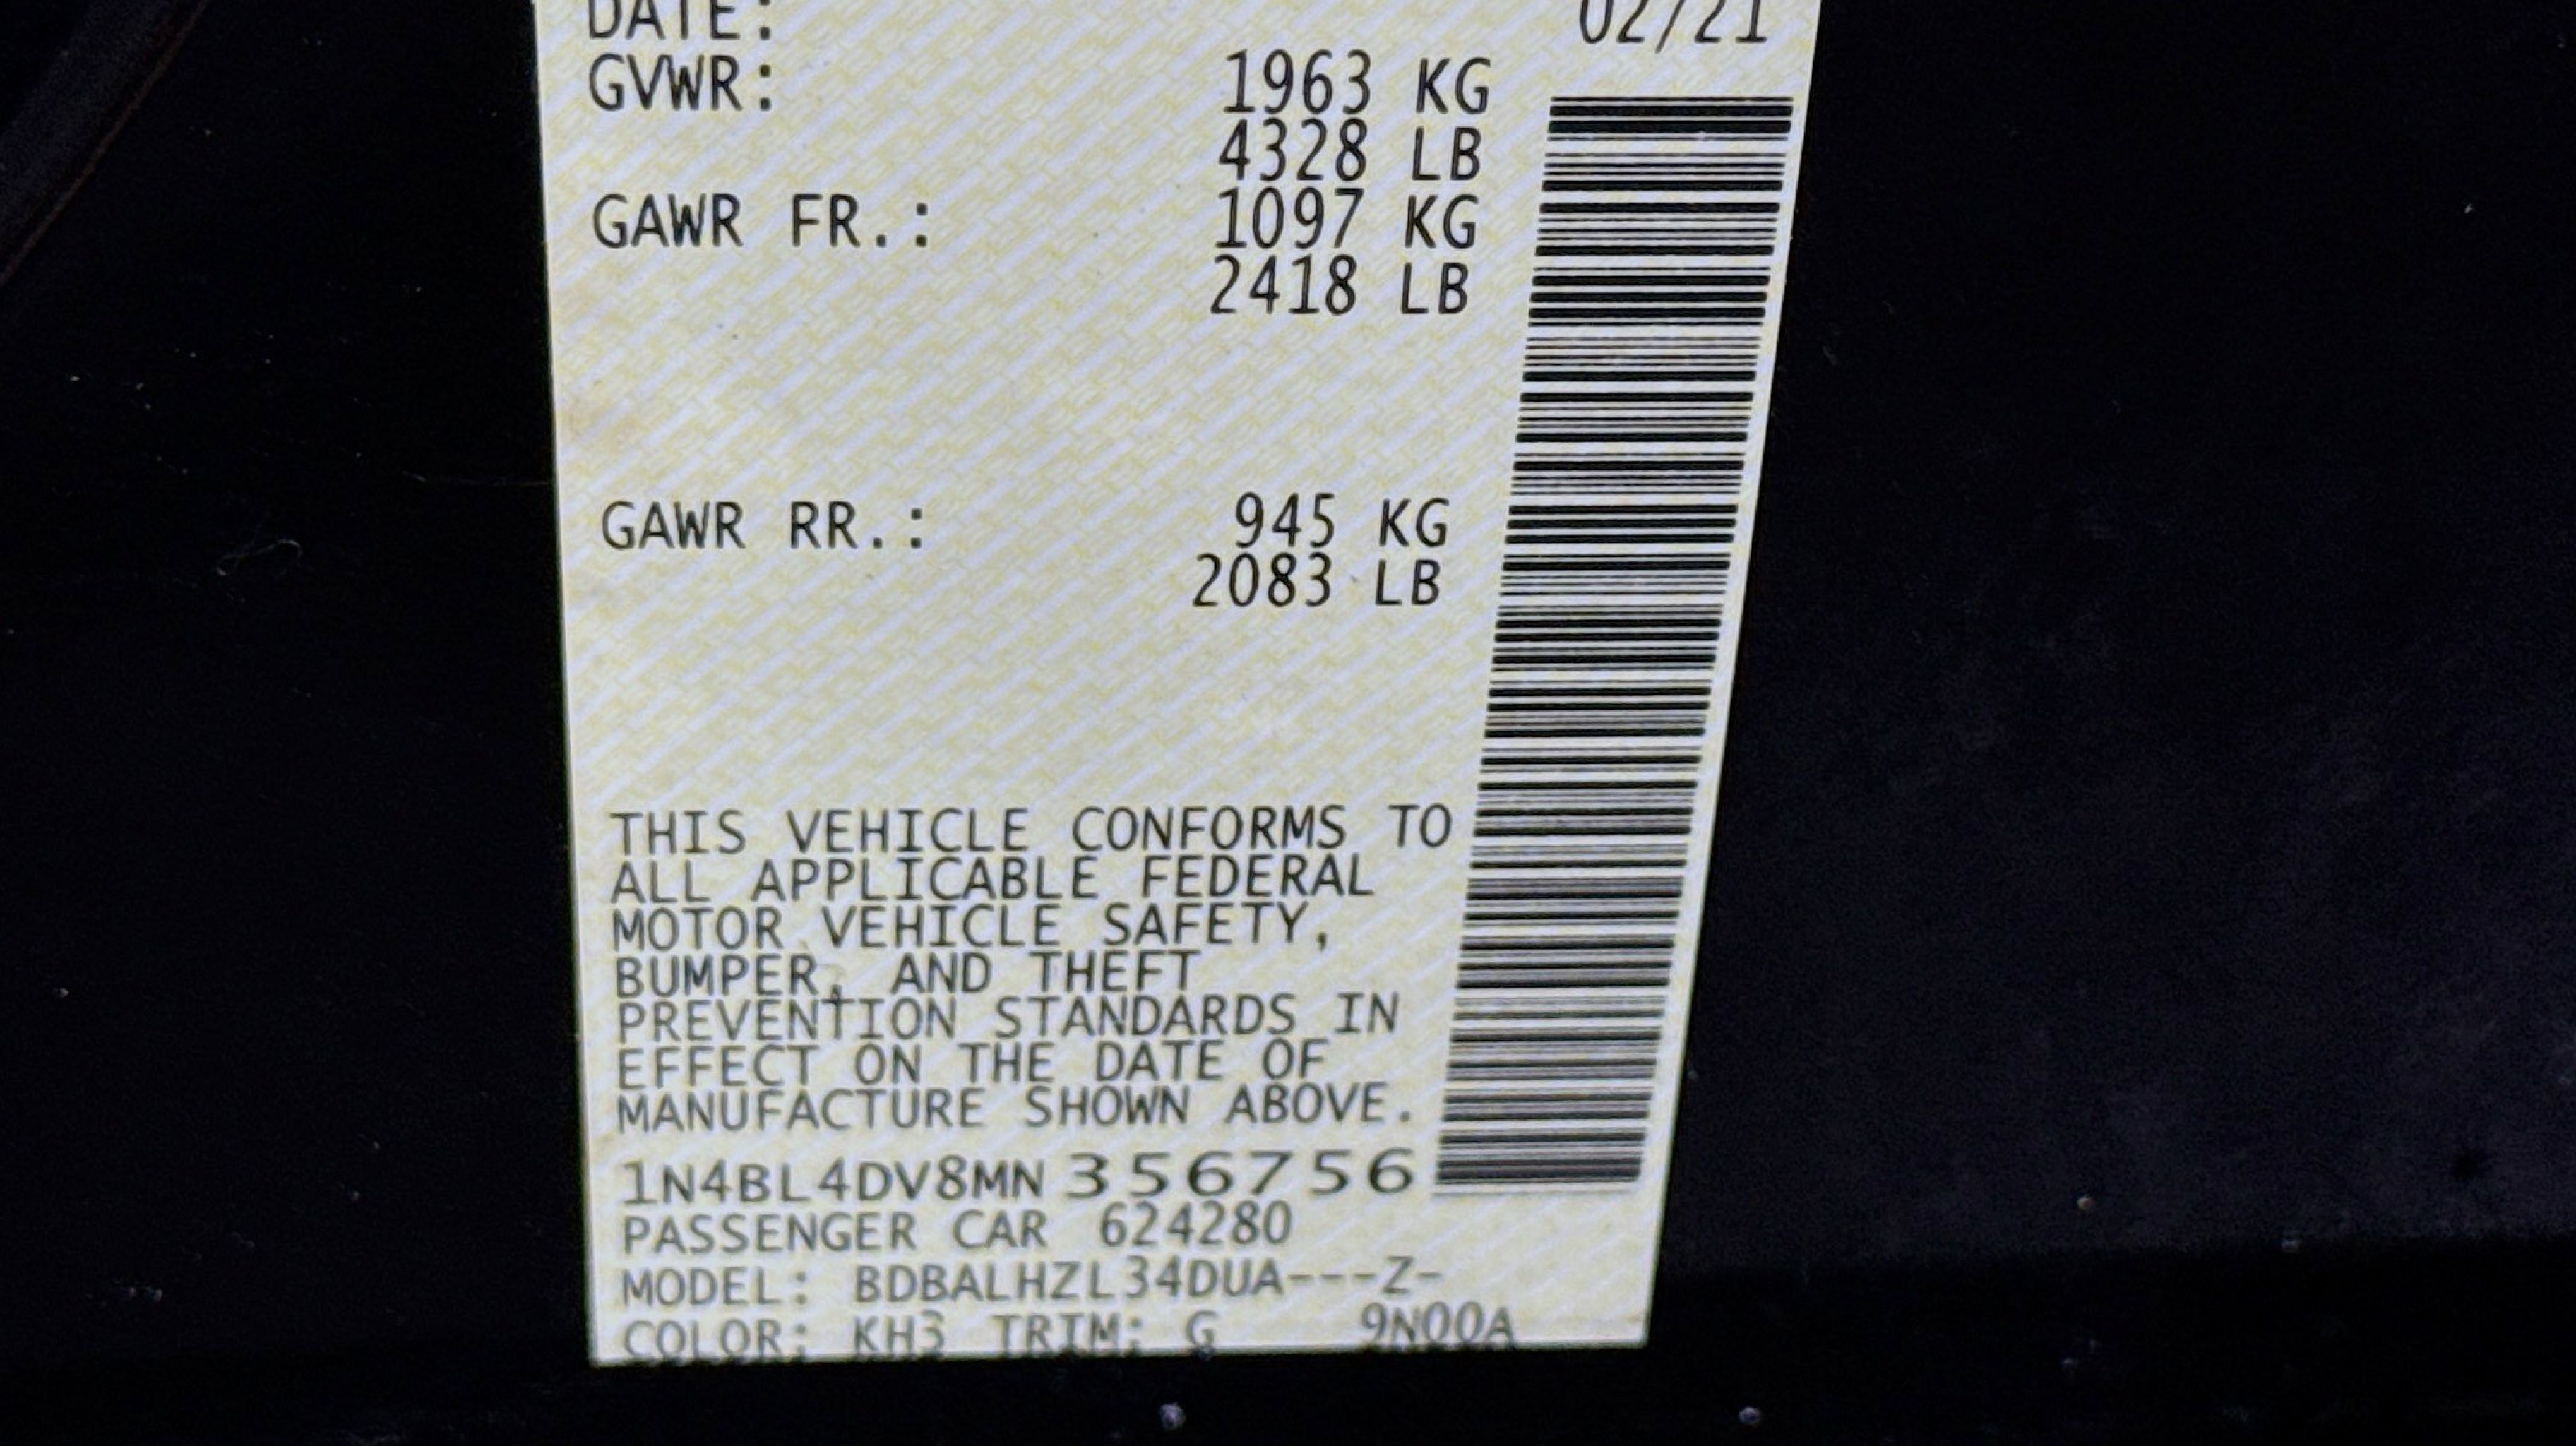 DATE: 02/21
GVWR: 1963 KG
4328 LB
GAWR FR.: 1097 KG
2418 LB
GAWR RR.: 945 KG
2083 LB
THIS VEHICLE CONFORMS TO
ALL APPLICABLE FEDERAL
MOTOR VEHICLE SAFETY,
BUMPER, AND THEFT
PREVENTION STANDARDS IN
EFFECT ON THE DATE OF
MANUFACTURE SHOWN ABOVE.
1N4BL4DV8MN 356756
PASSENGER CAR 624280
MODEL: BDBALHZL34DUA---Z-
COLOR: KH3 TRIM: G 9N00A